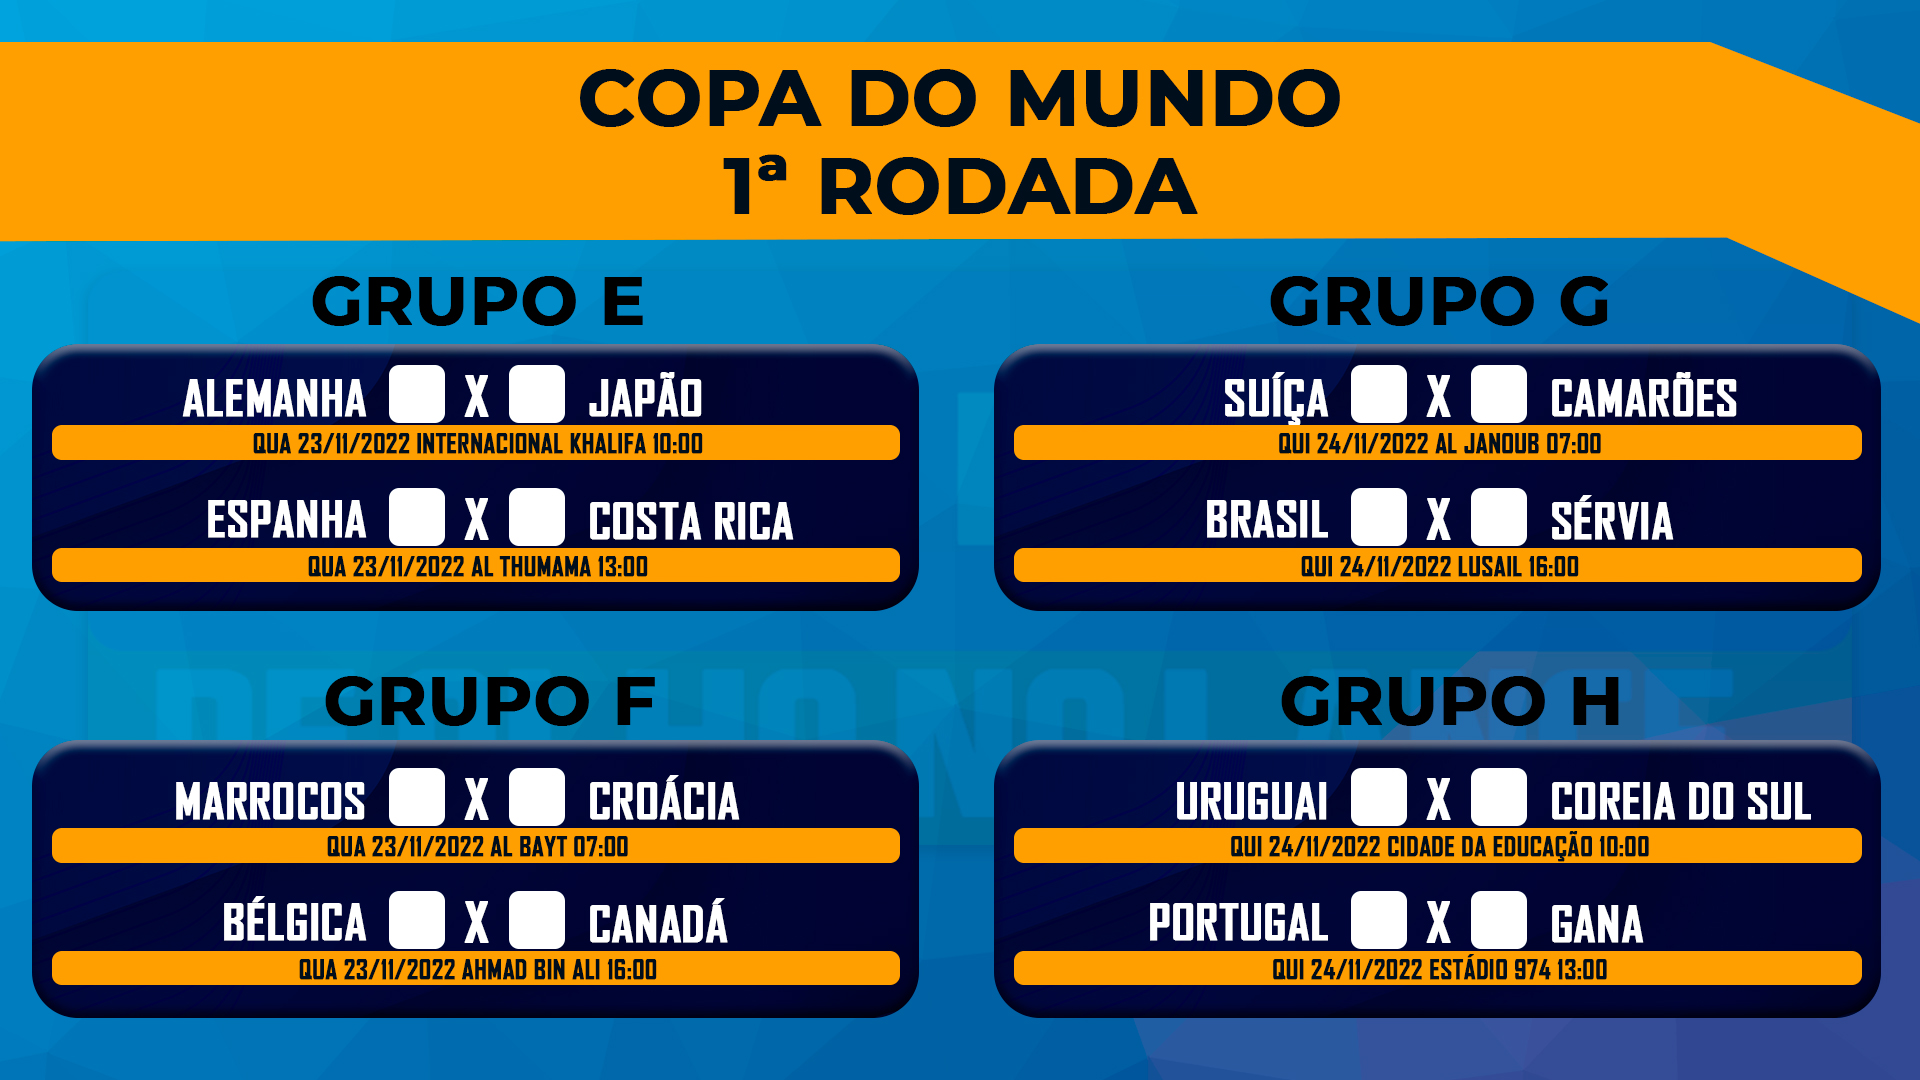 COPA DO MUNDO
1ª RODADA
GRUPO E
ALEMANHA X JAPÃO
QUA 23/11/2022 INTERNACIONAL KHALIFA 10:00
ESPANHA X COSTA RICA
QUA 23/11/2022 AL THUMAMA 13:00
GRUPO G
SUÍÇA X CAMARÕES
QUI 24/11/2022 AL JANOUB 07:00
BRASIL X SÉRVIA
QUI 24/11/2022 LUSAIL 16:00
GRUPO F
MARROCOS X CROÁCIA
QUA 23/11/2022 AL BAYT 07:00
BÉLGICA X CANADÁ
QUA 23/11/2022 AHMAD BIN ALI 16:00
GRUPO H
URUGUAI X COREIA DO SUL
QUI 24/11/2022 CIDADE DA EDUCAÇÃO 10:00
PORTUGAL X GANA
QUI 24/11/2022 ESTÁDIO 974 13:00